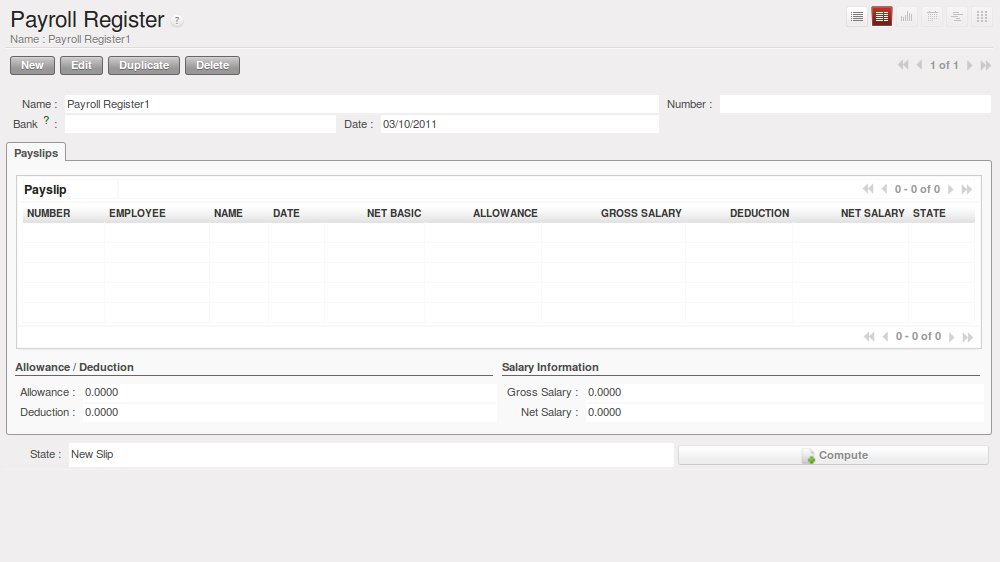 Payroll Register ?
Name : Payroll Register1
New Edit Duplicate Delete 1 of 1
Name : Payroll Register1 Number :
Bank ? : Date : 03/10/2011
Payslips
Payslip 0 - 0 of 0
NUMBER EMPLOYEE NAME DATE NET BASIC ALLOWANCE GROSS SALARY DEDUCTION NET SALARY STATE
0 - 0 of 0
Allowance / Deduction Salary Information
Allowance : 0.0000 Gross Salary : 0.0000
Deduction : 0.0000 Net Salary : 0.0000
State : New Slip Compute